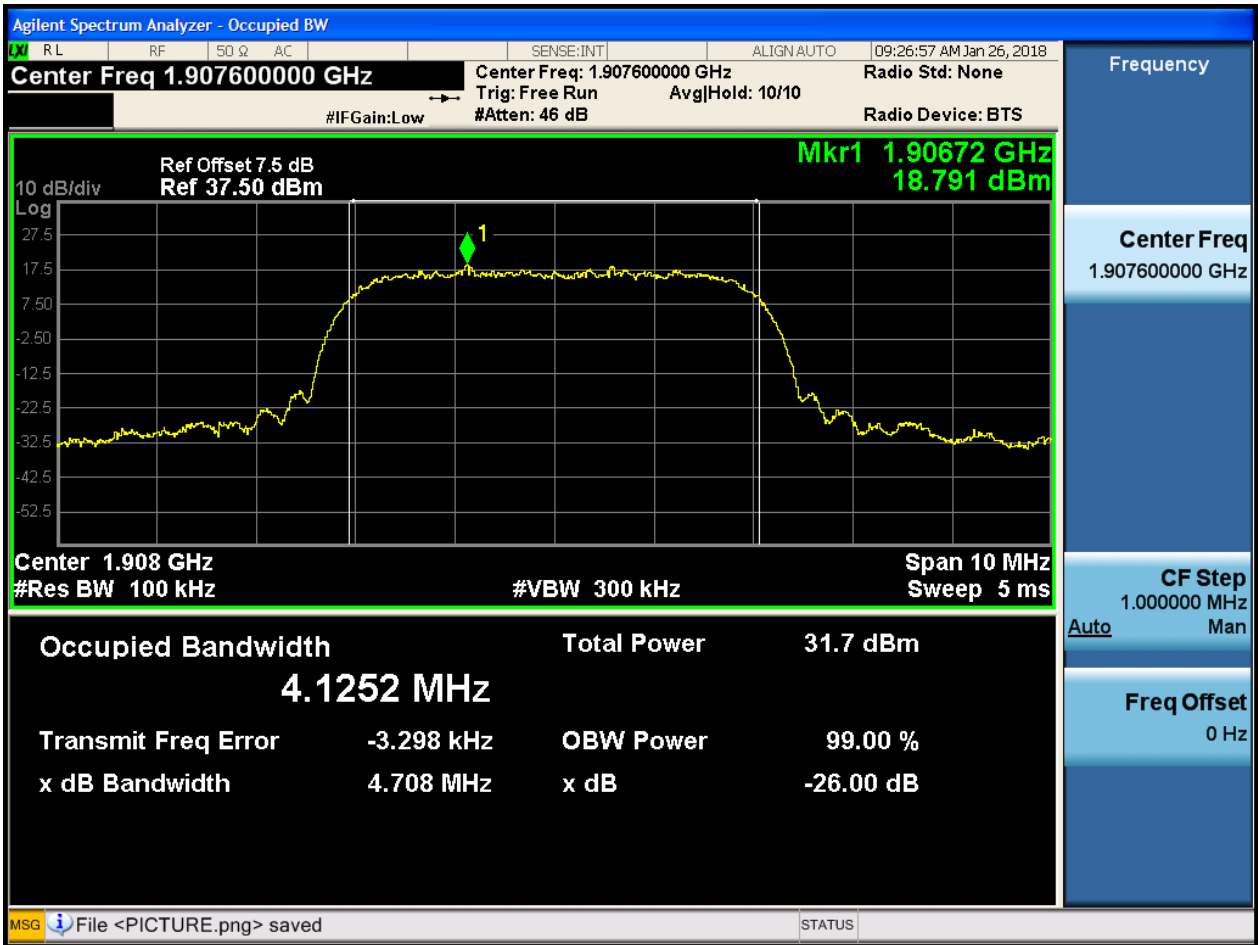 Agilent Spectrum Analyzer - Occupied BW
LXI RL RF 50 Ω AC SENSE:INT ALIGN AUTO 09:26:57 AM Jan 26, 2018
Center Freq 1.907600000 GHz Center Freq: 1.907600000 GHz Radio Std: None
Trig: Free Run Avg|Hold: 10/10
#IFGain:Low #Atten: 46 dB Radio Device: BTS
Mkr1 1.90672 GHz
18.791 dBm
Ref Offset 7.5 dB
10 dB/div Ref 37.50 dBm
Log
27.5
1
17.5
7.50
-2.50
-12.5
-22.5
-32.5
-42.5
-52.5
Center 1.908 GHz Span 10 MHz
#Res BW 100 kHz #VBW 300 kHz Sweep 5 ms
Occupied Bandwidth Total Power 31.7 dBm
4.1252 MHz
Transmit Freq Error -3.298 kHz OBW Power 99.00 %
x dB Bandwidth 4.708 MHz x dB -26.00 dB
Frequency
Center Freq
1.907600000 GHz
CF Step
1.000000 MHz
Auto Man
Freq Offset
0 Hz
MSG File <PICTURE.png> saved STATUS